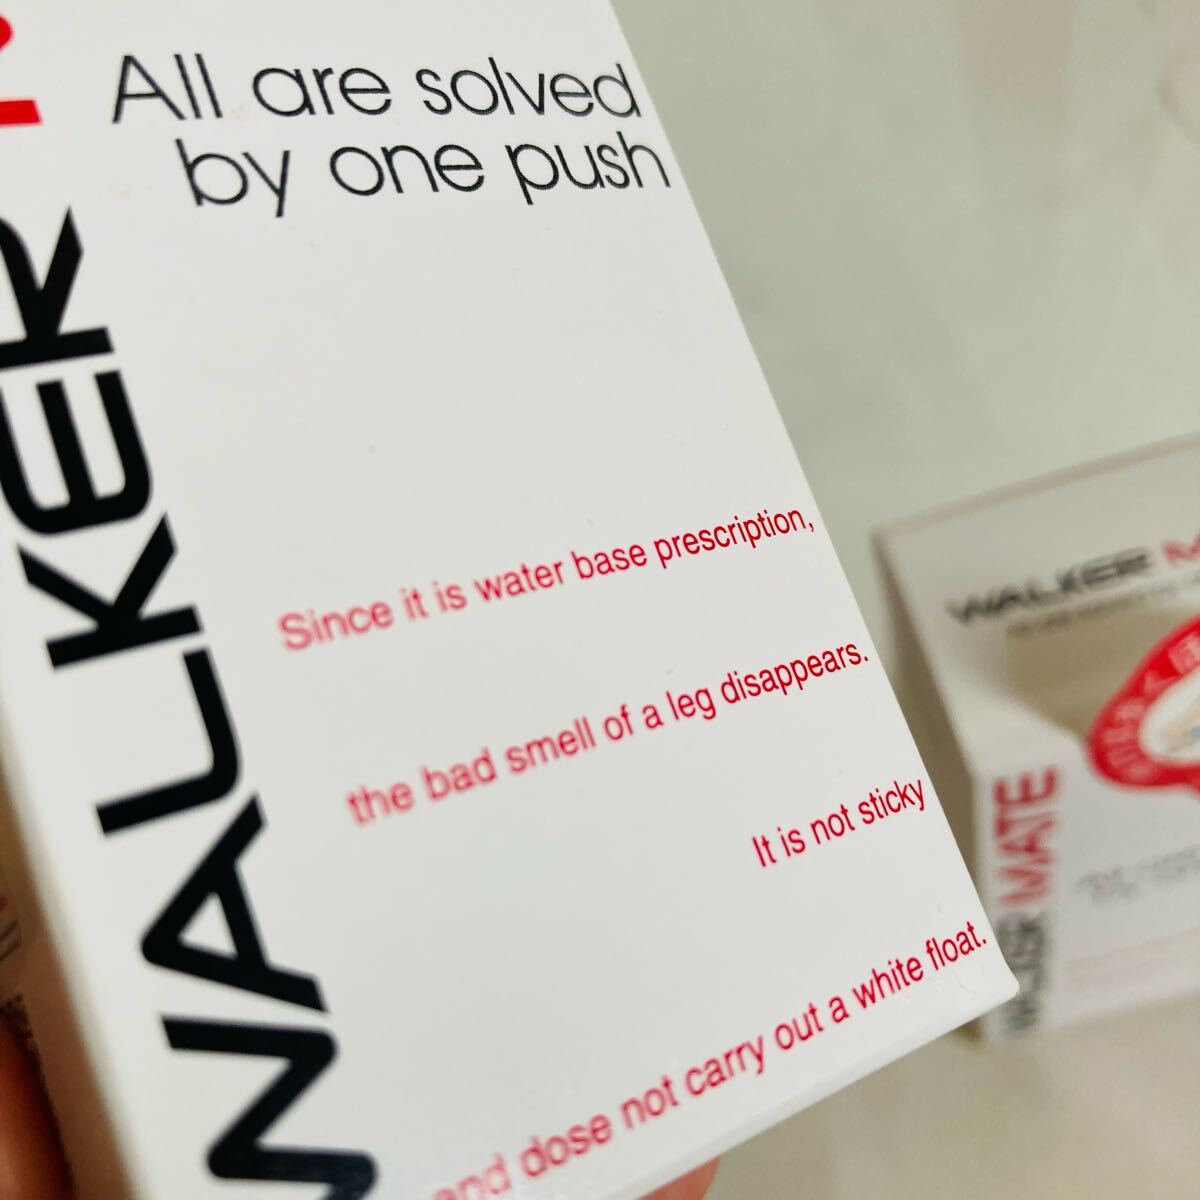 All are solved
by one push
WALKER
Since it is water base prescription,
the bad smell of a leg disappears.
It is not sticky
and dose not carry out a white float.
WALKER M
WALKER MATE